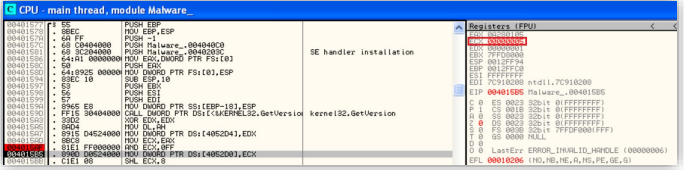 CPU - main thread, module Malware_
00401577 55 PUSH EBP
00401578 . 8BEC MOV EBP,ESP
0040157A . 6A FF PUSH -1
0040157C . 68 C0404000 PUSH Malware_.004040C0
00401581 . 68 3C204000 PUSH Malware_.0040203C SE handler installation
00401586 . 64:A1 00000000 MOV EAX,DWORD PTR FS:[0]
0040158C . 50 PUSH EAX
0040158D . 64:8925 00000 MOV DWORD PTR FS:[0],ESP
00401594 . 83EC 10 SUB ESP,10
00401597 . 53 PUSH EBX
00401598 . 56 PUSH ESI
00401599 . 57 PUSH EDI
0040159A . 8965 E8 MOV DWORD PTR SS:[EBP-18],ESP
0040159D . FF15 30404000 CALL DWORD PTR DS:[<&KERNEL32.GetVersion kernel32.GetVersion
004015A3 . 33D2 XOR EDX,EDX
004015A5 . 8AD4 MOV DL,AH
004015A7 . 8915 D4524000 MOV DWORD PTR DS:[4052D4],EDX
004015AD . 8BC8 MOV ECX,EAX
004015AF . 81E1 FF000000 AND ECX,0FF
004015B5 . 890D D0524000 MOV DWORD PTR DS:[4052D0],ECX
004015BB . C1E1 08 SHL ECX,8
Registers (FPU) < <
EAX 0A280105
ECX 00000005
EDX 00000001
EBX 7FFD8000
ESP 0012FF94
EBP 0012FFC0
ESI FFFFFFFF
EDI 7C910208 ntdll.7C910208
EIP 004015B5 Malware_.004015B5
C 0 ES 0023 32bit 0(FFFFFFFF)
P 1 CS 001B 32bit 0(FFFFFFFF)
A 0 SS 0023 32bit 0(FFFFFFFF)
Z 0 DS 0023 32bit 0(FFFFFFFF)
S 0 FS 003B 32bit 7FFDF000(FFF)
T 0 GS 0000 NULL
D 0
O 0 LastErr ERROR_INVALID_HANDLE (00000006)
EFL 00010206 (NO,NB,NE,A,NS,PE,GE,G)